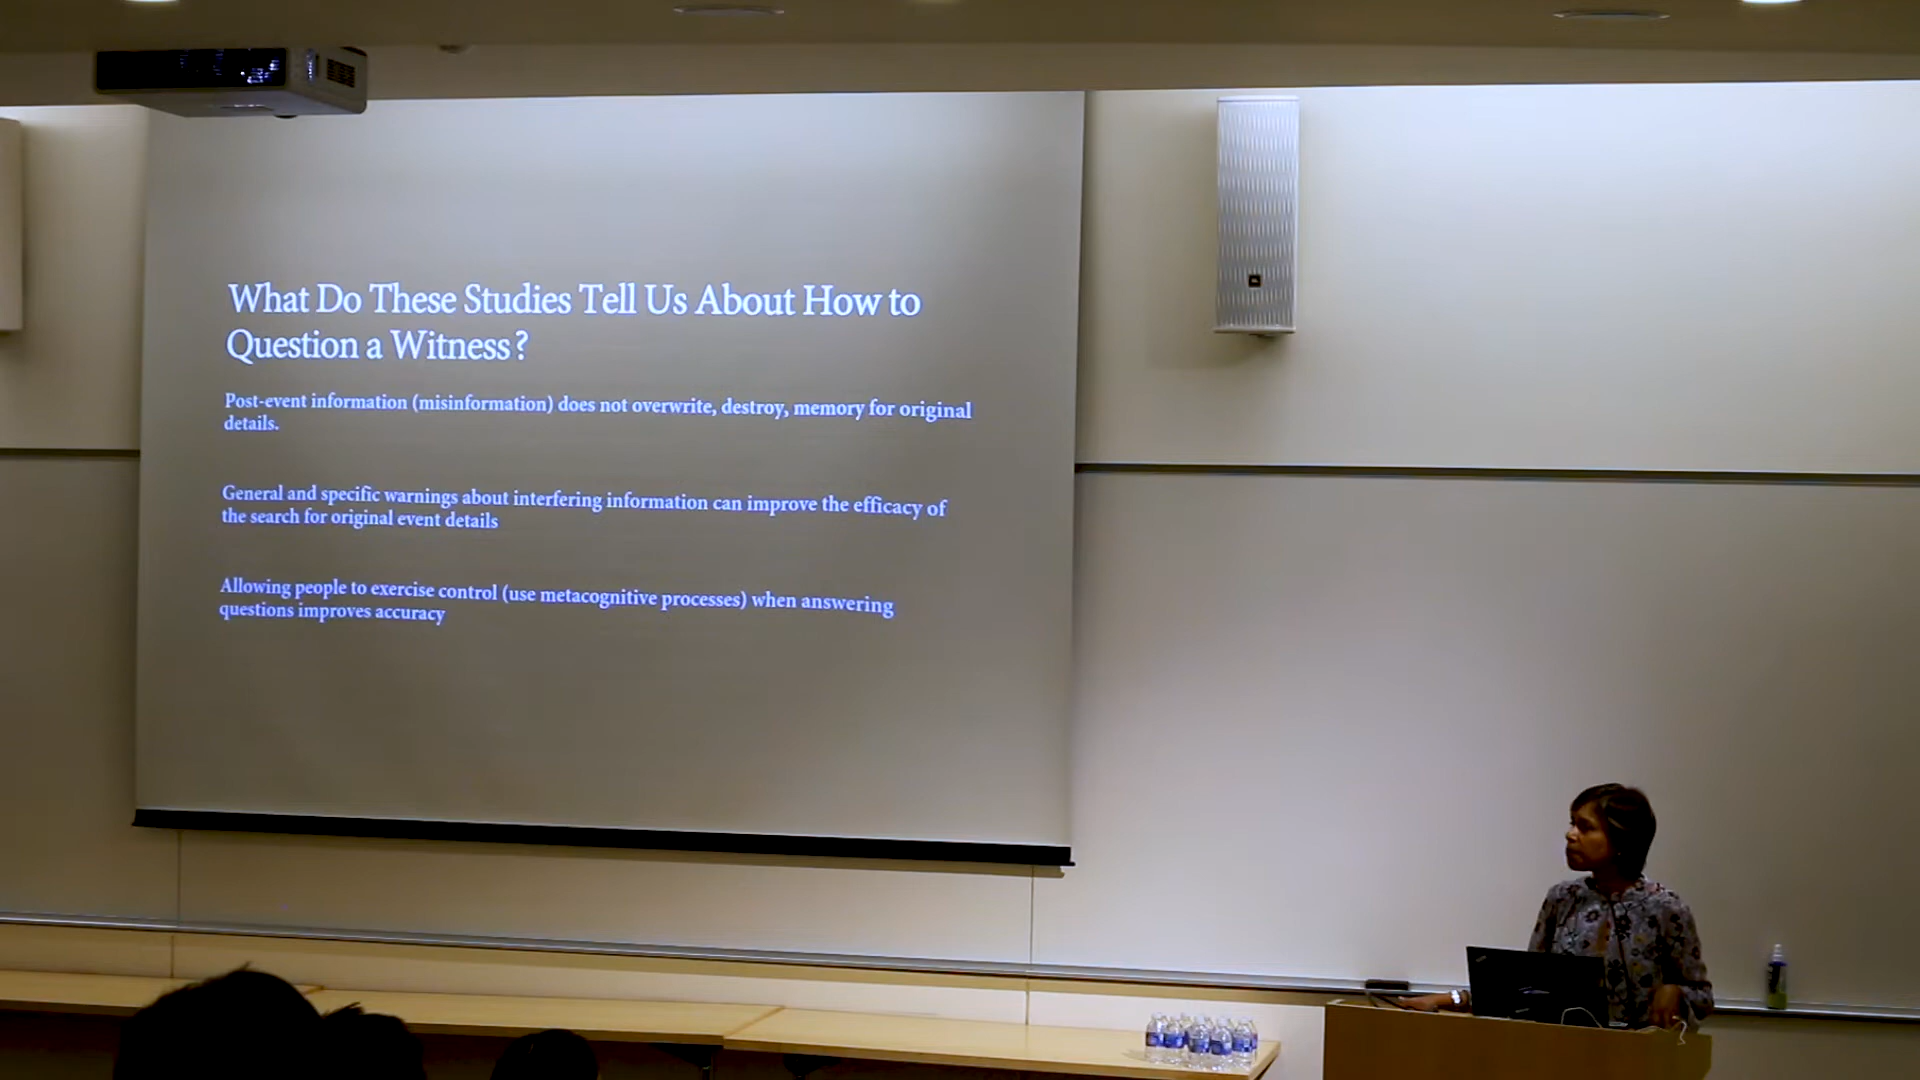 What Do These Studies Tell Us About How to
Question a Witness?
Post-event information (misinformation) does not overwrite, destroy, memory for original
details.
General and specific warnings about interfering information can improve the efficacy of
the search for original event details
Allowing people to exercise control (use metacognitive processes) when answering
questions improves accuracy